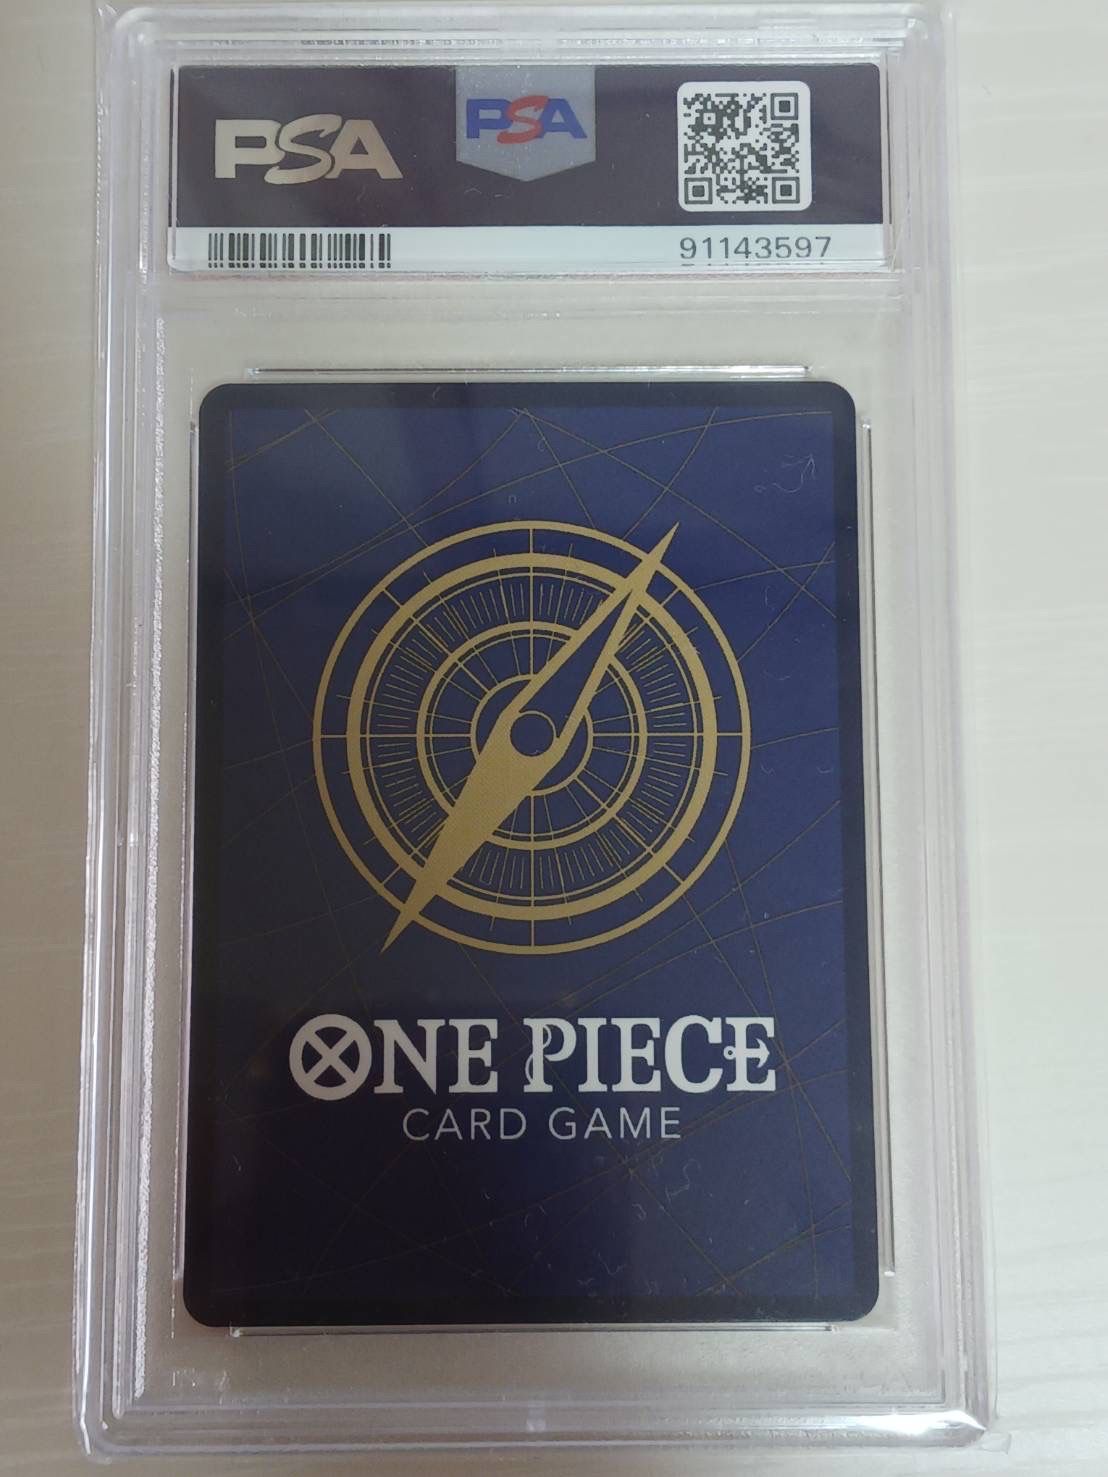 PSA
PSA
91143597
ONE PIECE
CARD GAME